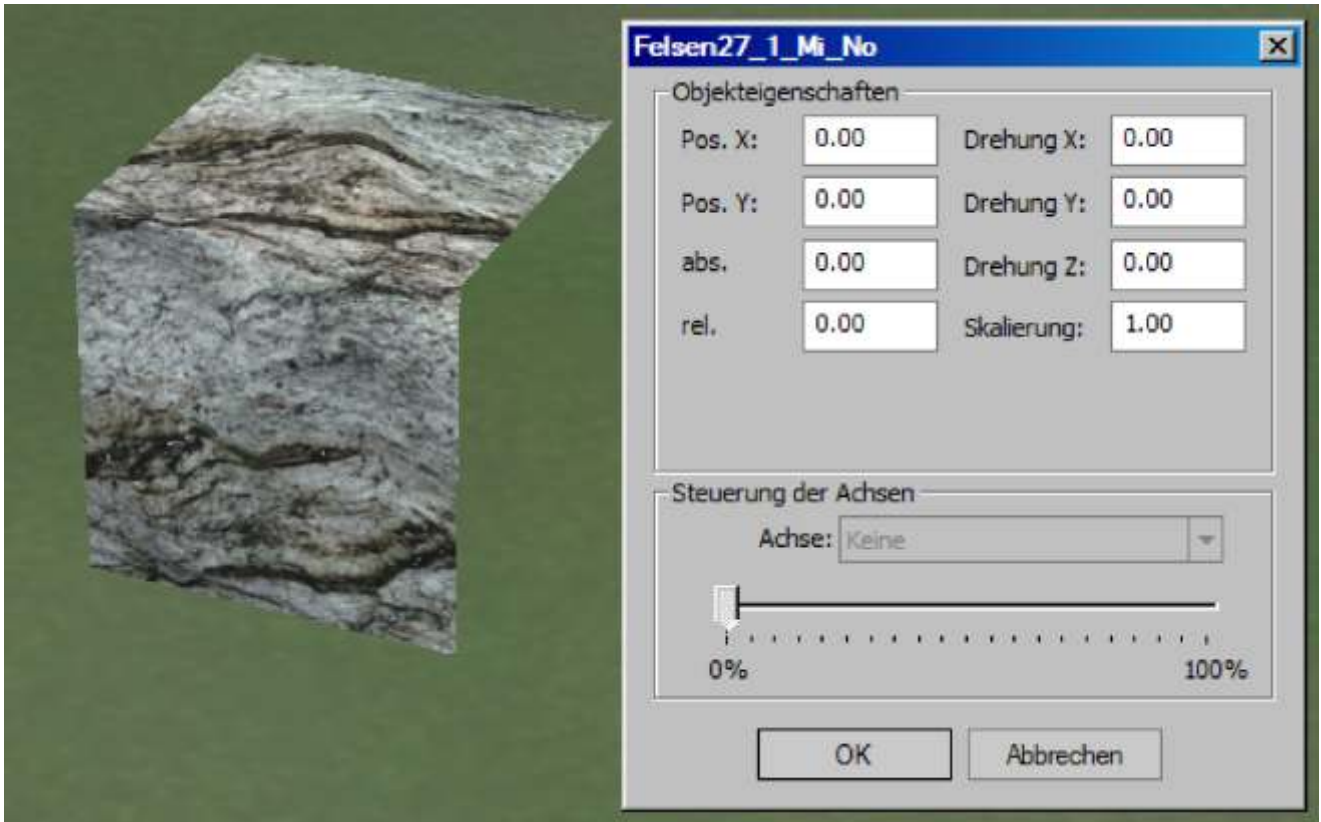 Felsen27_1_Mi_No
Objekteigenschaften
Pos. X: 0.00 Drehung X: 0.00
Pos. Y: 0.00 Drehung Y: 0.00
abs. 0.00 Drehung Z: 0.00
rel. 0.00 Skalierung: 1.00
Steuerung der Achsen
Achse: Keine
0% 100%
OK Abbrechen